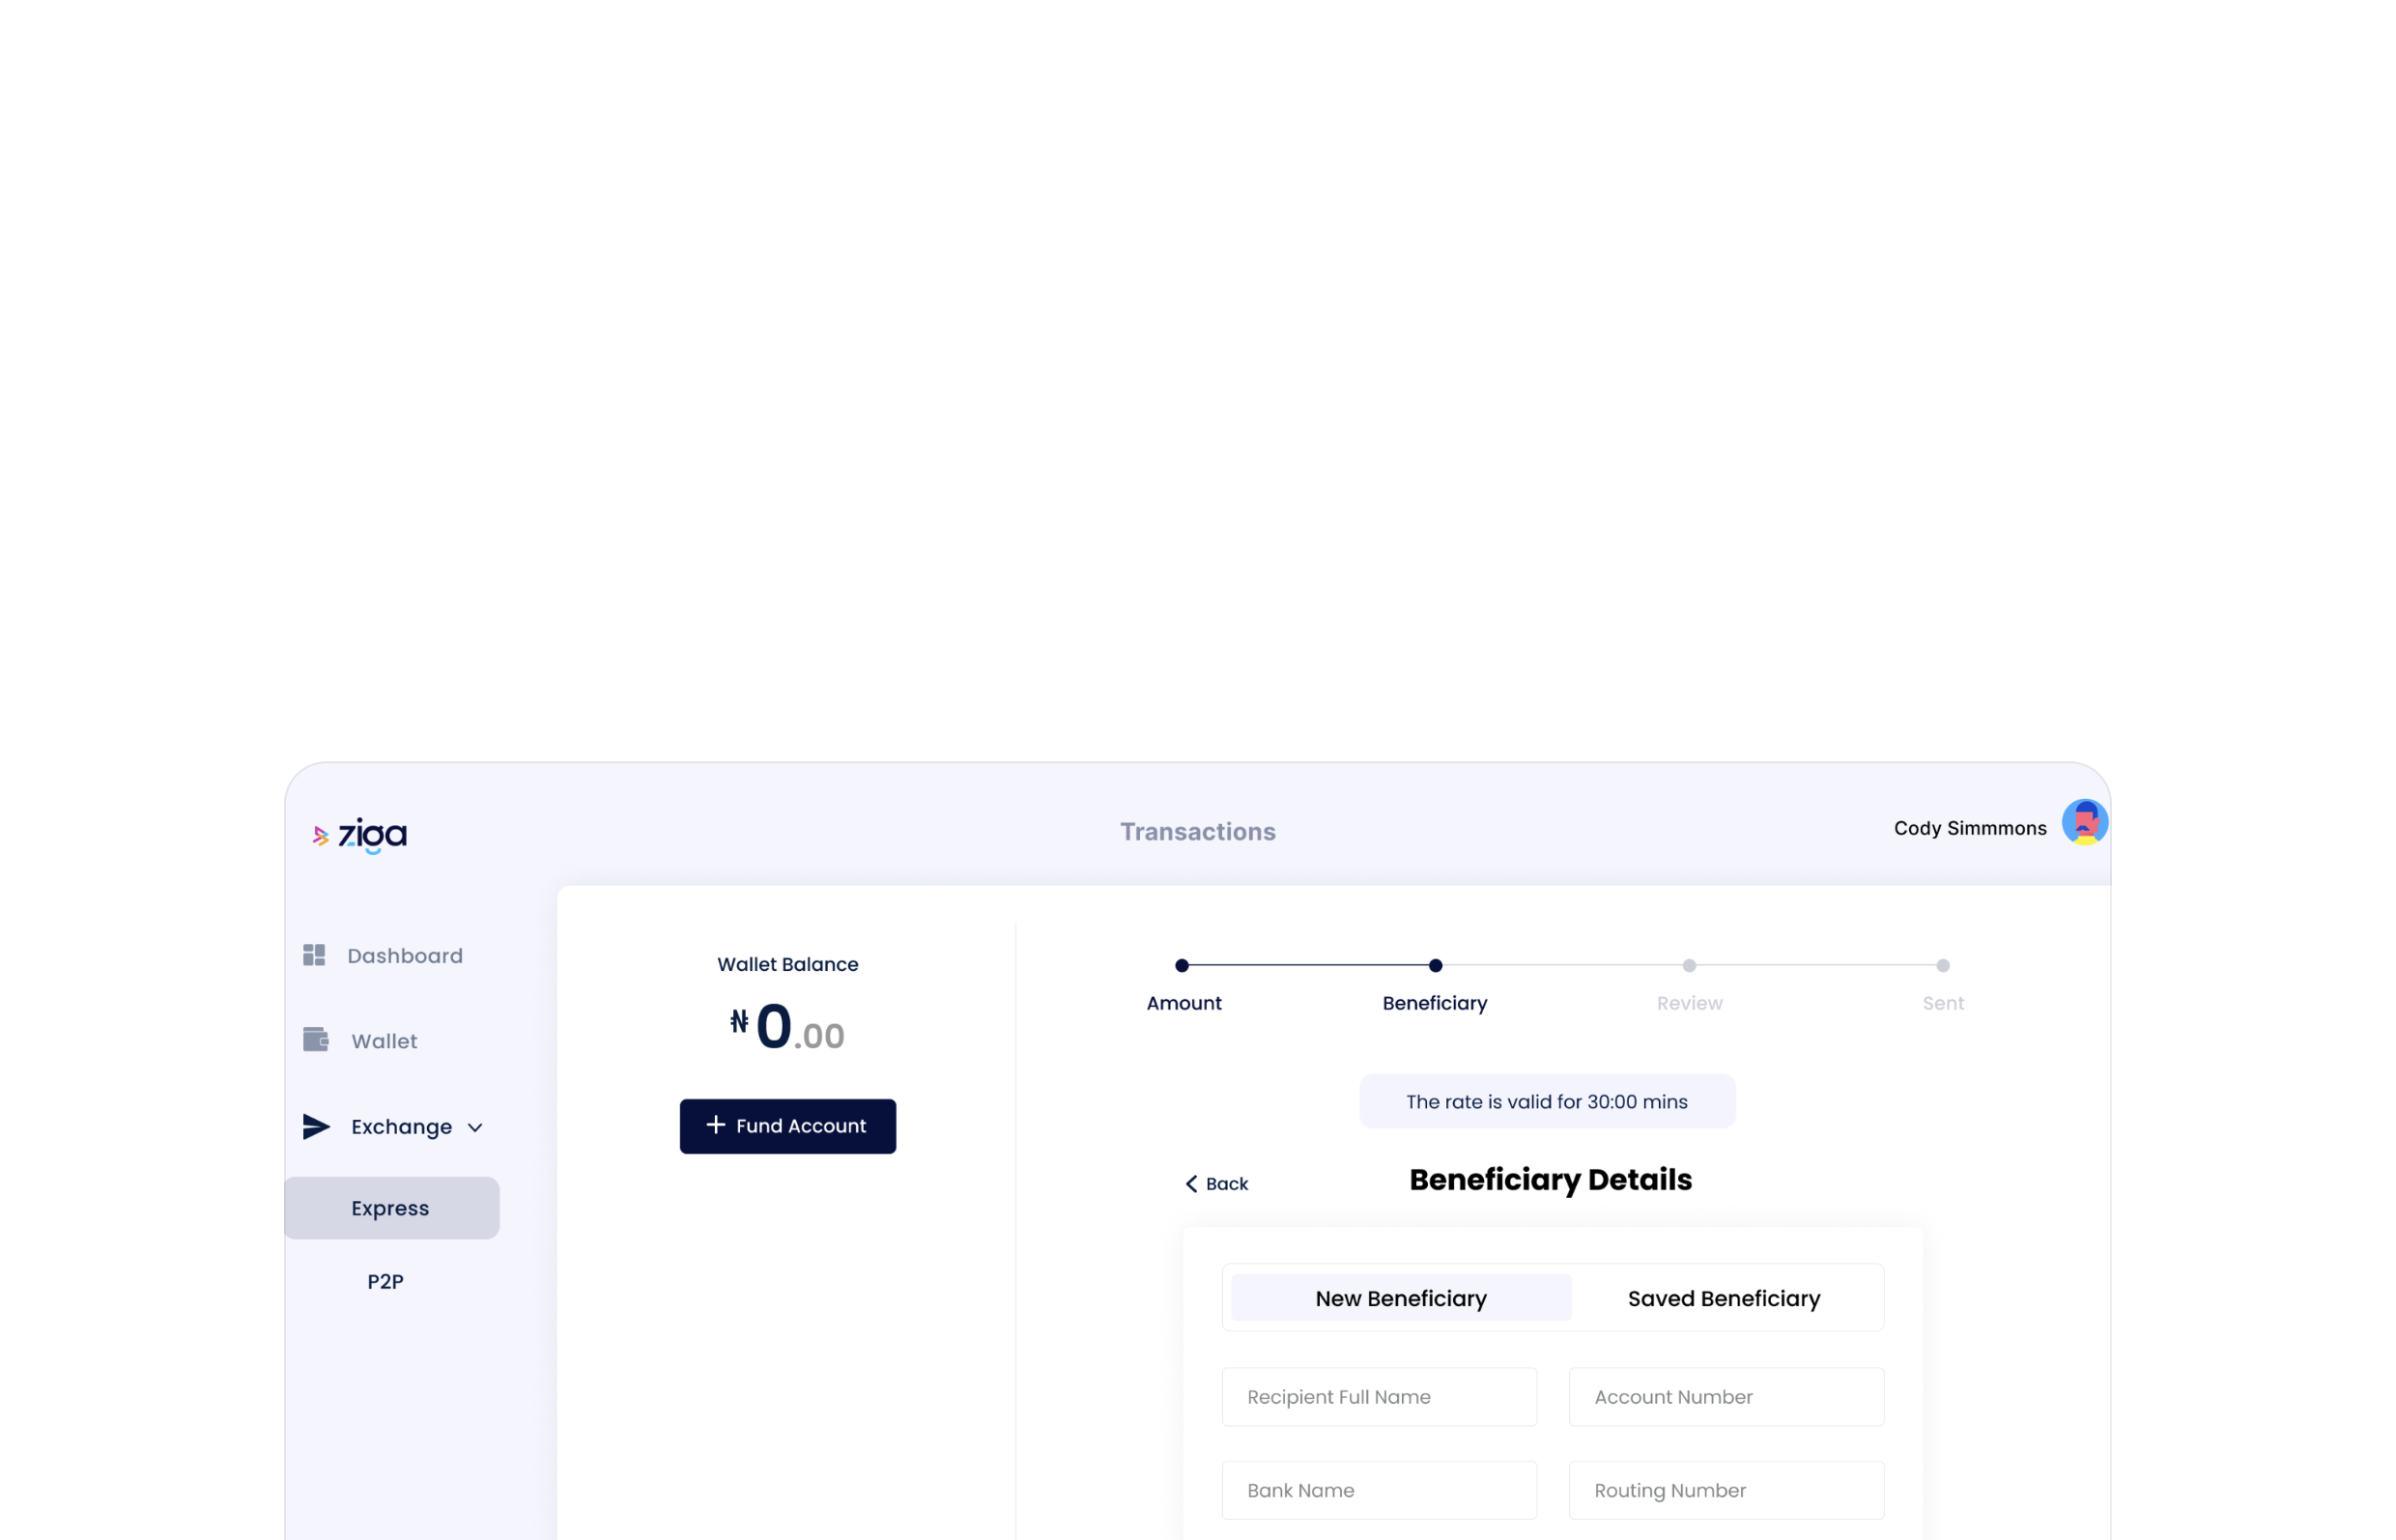 ziga
Transactions
Cody Simmmons
Dashboard
Wallet
Exchange
Express
P2P
Wallet Balance
₦0.00
+ Fund Account
Amount
Beneficiary
Review
Sent
The rate is valid for 30:00 mins
Back
Beneficiary Details
New Beneficiary
Saved Beneficiary
Recipient Full Name
Account Number
Bank Name
Routing Number